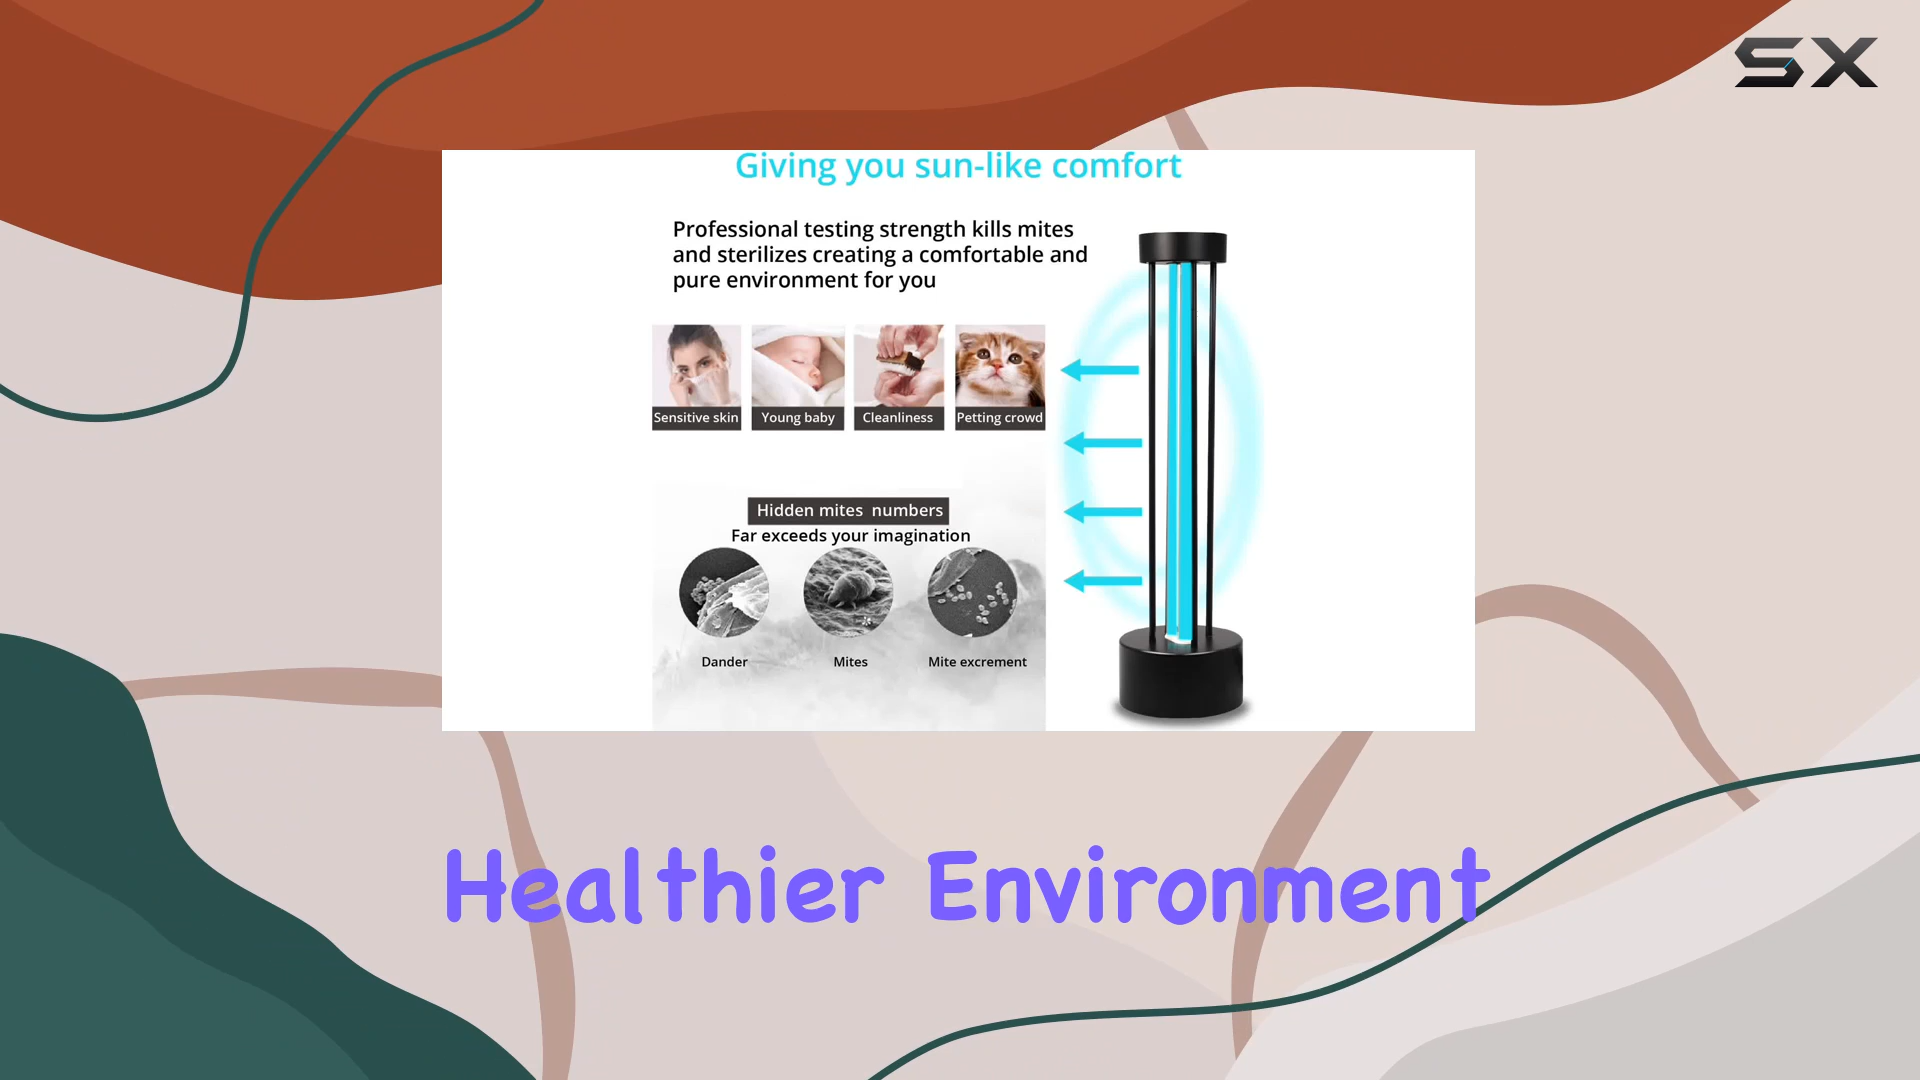 SX
Giving you sun-like comfort
Professional testing strength kills mites
and sterilizes creating a comfortable and
pure environment for you
Sensitive skin
Young baby
Cleanliness
Petting crowd
Hidden mites numbers
Far exceeds your imagination
Dander
Mites
Mite excrement
Healthier Environment